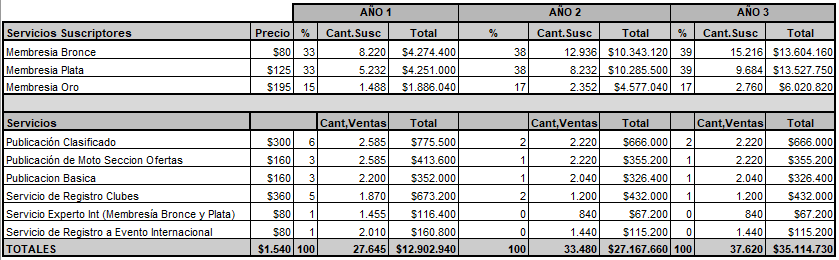 AÑO 1 AÑO 2 AÑO 3
Servicios Suscriptores Precio % Cant.Susc Total % Cant.Susc Total % Cant.Susc Total
Membresia Bronce $80 33 8.220 $4.274.400 38 12.936 $10.343.120 39 15.216 $13.604.160
Membresia Plata $125 33 5.232 $4.251.000 38 8.232 $10.285.500 39 9.684 $13.527.750
Membresia Oro $195 15 1.488 $1.886.040 17 2.352 $4.577.040 17 2.760 $6.020.820
Servicios Cant,Ventas Total Cant,Ventas Total Cant,Ventas Total
Publicación Clasificado $300 6 2.585 $775.500 2 2.220 $666.000 2 2.220 $666.000
Publicación de Moto Seccion Ofertas $160 3 2.585 $413.600 1 2.220 $355.200 1 2.220 $355.200
Publicacion Basica $160 3 2.200 $352.000 1 2.040 $326.400 1 2.040 $326.400
Servicio de Registro Clubes $360 5 1.870 $673.200 2 1.200 $432.000 2 1.200 $432.000
Servicio Experto Int (Membresía Bronce y Plata) $80 1 1.455 $116.400 0 840 $67.200 0 840 $67.200
Servicio de Registro a Evento Internacional $80 1 2.010 $160.800 0 1.440 $115.200 0 1.440 $115.200
TOTALES $1.540 100 27.645 $12.902.940 100 33.480 $27.167.660 100 37.620 $35.114.730